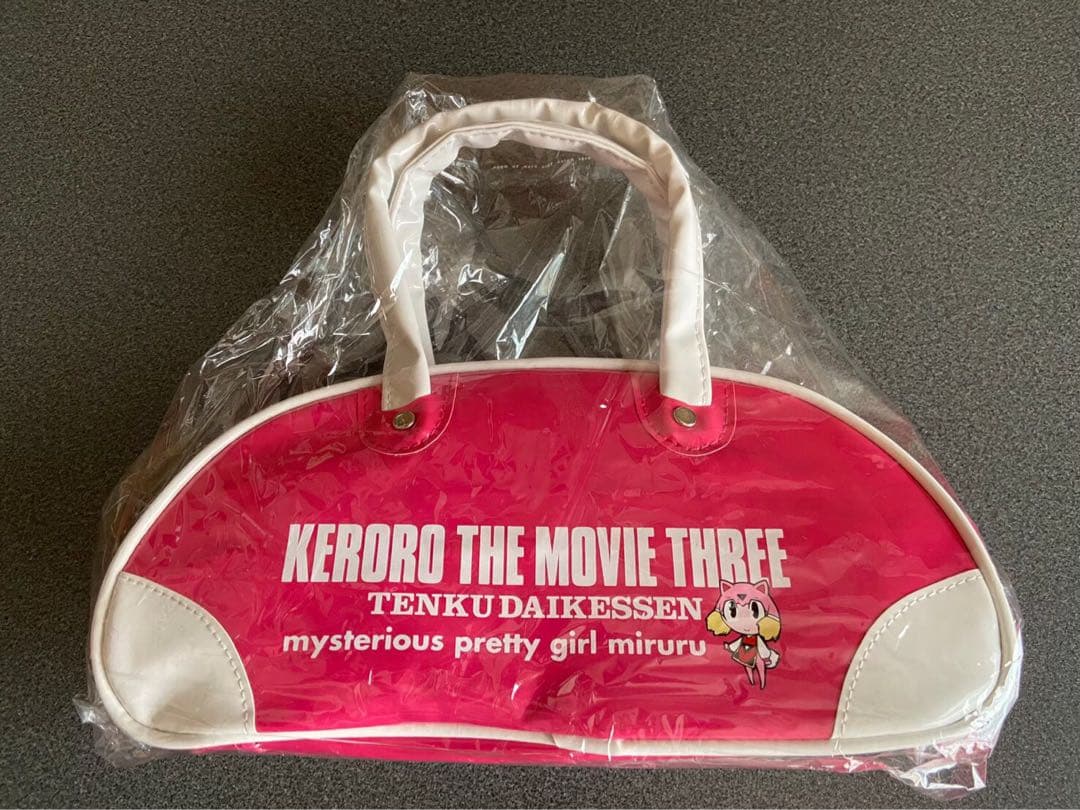 KERORO THE MOVIE THREE
TENKU DAIKESSEN
mysterious pretty girl miruru